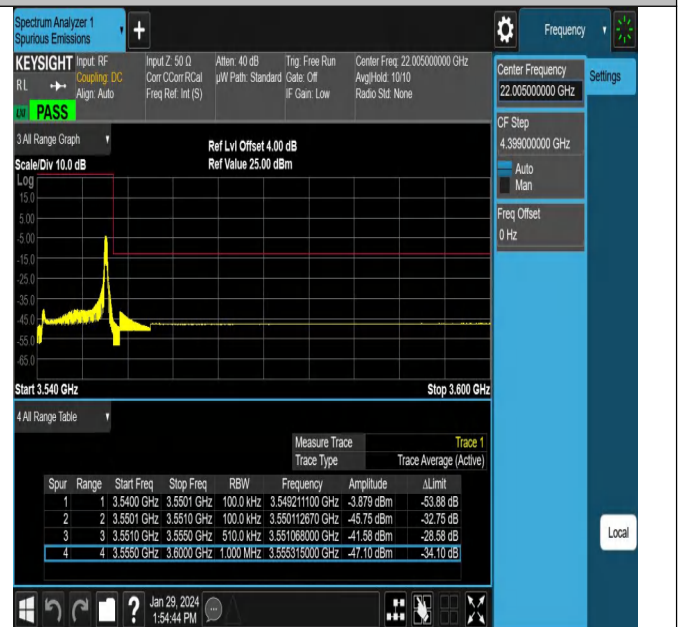 Spectrum Analyzer 1
Spurious Emissions
+
Frequency
KEYSIGHT Input: RF Input Z: 50 Ω Atten: 40 dB Trig: Free Run Center Freq: 22.005000000 GHz
RL Coupling: DC Corr CCorr RCal µW Path: Standard Gate: Off Avg|Hold: 10/10
Align: Auto Freq Ref: Int (S) IF Gain: Low Radio Std: None
LXI PASS
Center Frequency
22.005000000 GHz
Settings
CF Step
4.399000000 GHz
Auto
Man
Freq Offset
0 Hz
3 All Range Graph
Ref Lvl Offset 4.00 dB
Scale/Div 10.0 dB Ref Value 25.00 dBm
Log
15.0
5.00
-5.00
-15.0
-25.0
-35.0
-45.0
-55.0
-65.0
Start 3.540 GHz Stop 3.600 GHz
4 All Range Table
Measure Trace Trace 1
Trace Type Trace Average (Active)
Spur Range Start Freq Stop Freq RBW Frequency Amplitude ΔLimit
1 1 3.5400 GHz 3.5501 GHz 100.0 kHz 3.549211100 GHz -3.879 dBm -53.88 dB
2 2 3.5501 GHz 3.5510 GHz 100.0 kHz 3.550112670 GHz -45.75 dBm -32.75 dB
3 3 3.5510 GHz 3.5550 GHz 510.0 kHz 3.551068000 GHz -41.58 dBm -28.58 dB
4 4 3.5550 GHz 3.6000 GHz 1.000 MHz 3.555315000 GHz -47.10 dBm -34.10 dB
Local
? Jan 29, 2024
1:54:44 PM